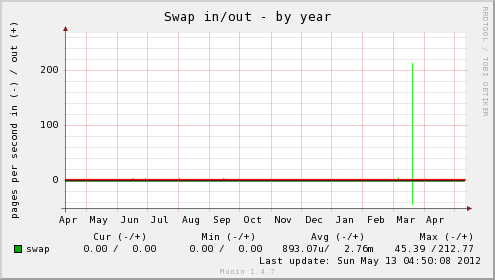 Swap in/out - by year
RRDTOOL / TOBI OETIKER
pages per second in (-) / out (+)
200
100
0
Apr May Jun Jul Aug Sep Oct Nov Dec Jan Feb Mar Apr
Cur (-/+) Min (-/+) Avg (-/+) Max (-/+)
swap 0.00 / 0.00 0.00 / 0.00 893.07u/ 2.76m 45.39 /212.77
Last update: Sun May 13 04:50:08 2012
Munin 1.4.7